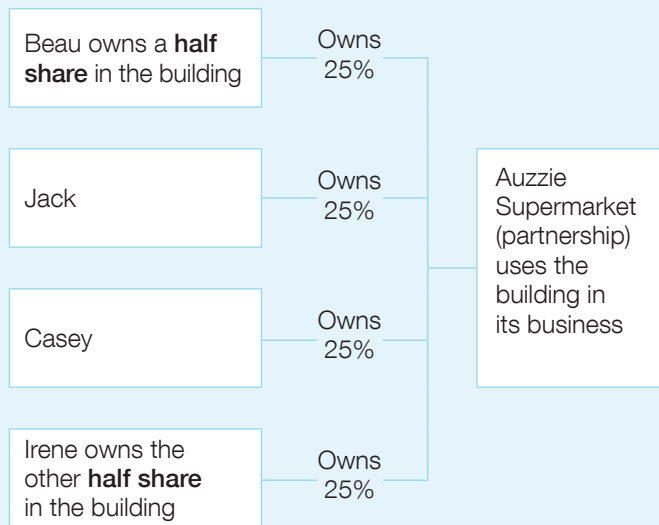 Beau owns a half
share in the building
Owns
25%
Jack
Owns
25%
Casey
Owns
25%
Irene owns the
other half share
in the building
Owns
25%
Auzzie
Supermarket
(partnership)
uses the
building in
its business